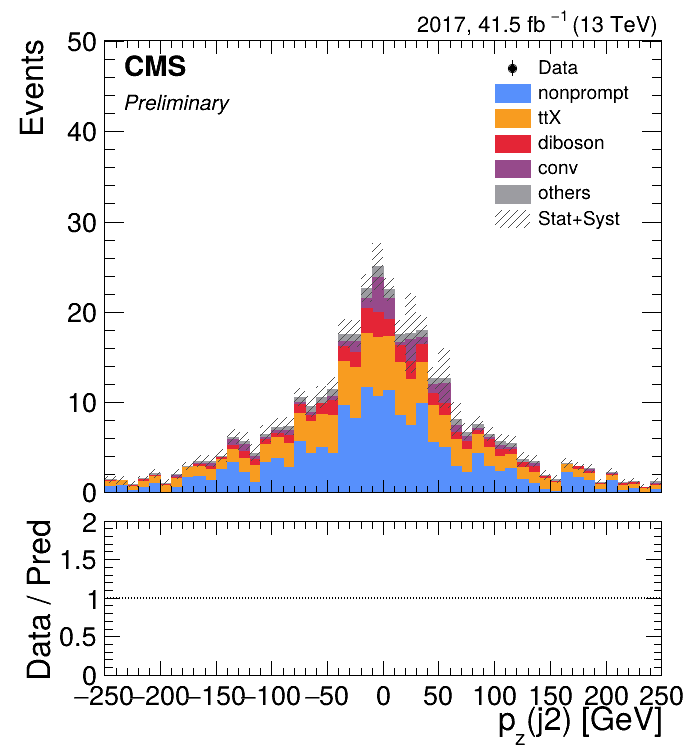 2017, 41.5 fb⁻¹ (13 TeV)
CMS
Preliminary
Events
50
40
30
20
10
0
Data
nonprompt
ttX
diboson
conv
others
Stat+Syst
Data / Pred
2
1.5
1
0.5
0
−250 −200 −150 −100 −50 0 50 100 150 200 250
p_z(j2) [GeV]